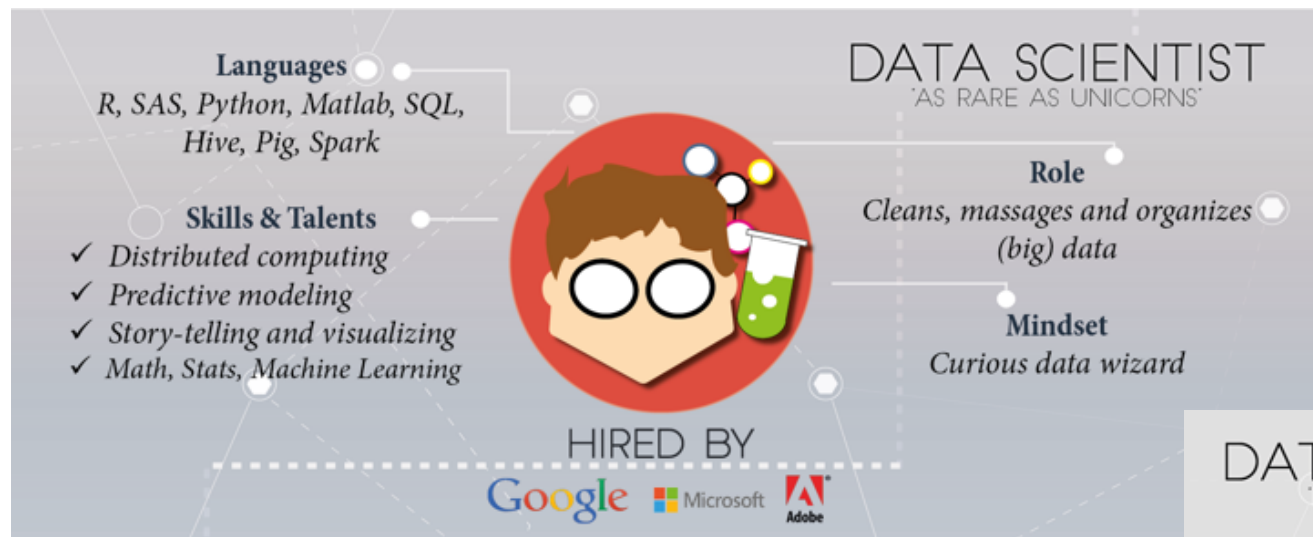 DATA SCIENTIST
'AS RARE AS UNICORNS'
Languages
R, SAS, Python, Matlab, SQL,
Hive, Pig, Spark
Skills & Talents
✓ Distributed computing
✓ Predictive modeling
✓ Story-telling and visualizing
✓ Math, Stats, Machine Learning
Role
Cleans, massages and organizes
(big) data
Mindset
Curious data wizard
HIRED BY
Google Microsoft Adobe
DAT